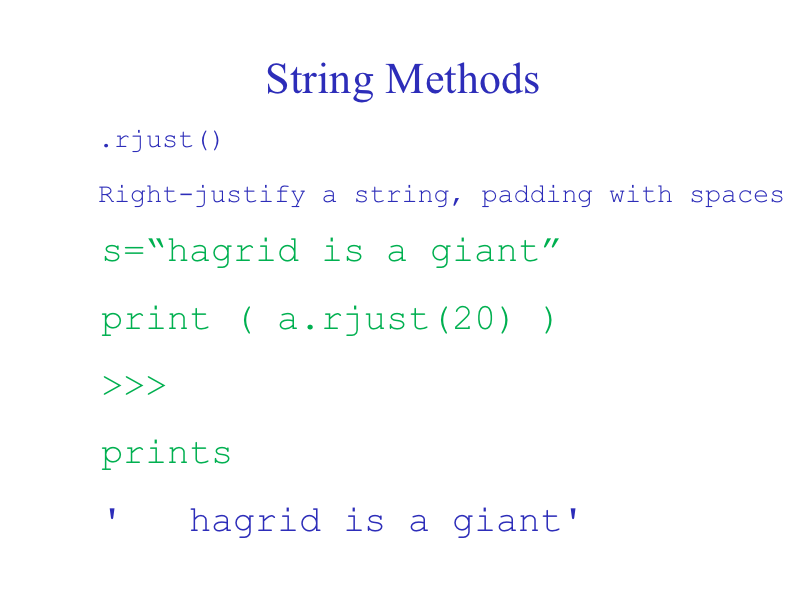 String Methods
.rjust()
Right-justify a string, padding with spaces
s=“hagrid is a giant”
print ( a.rjust(20) )
>>>
prints
'   hagrid is a giant'